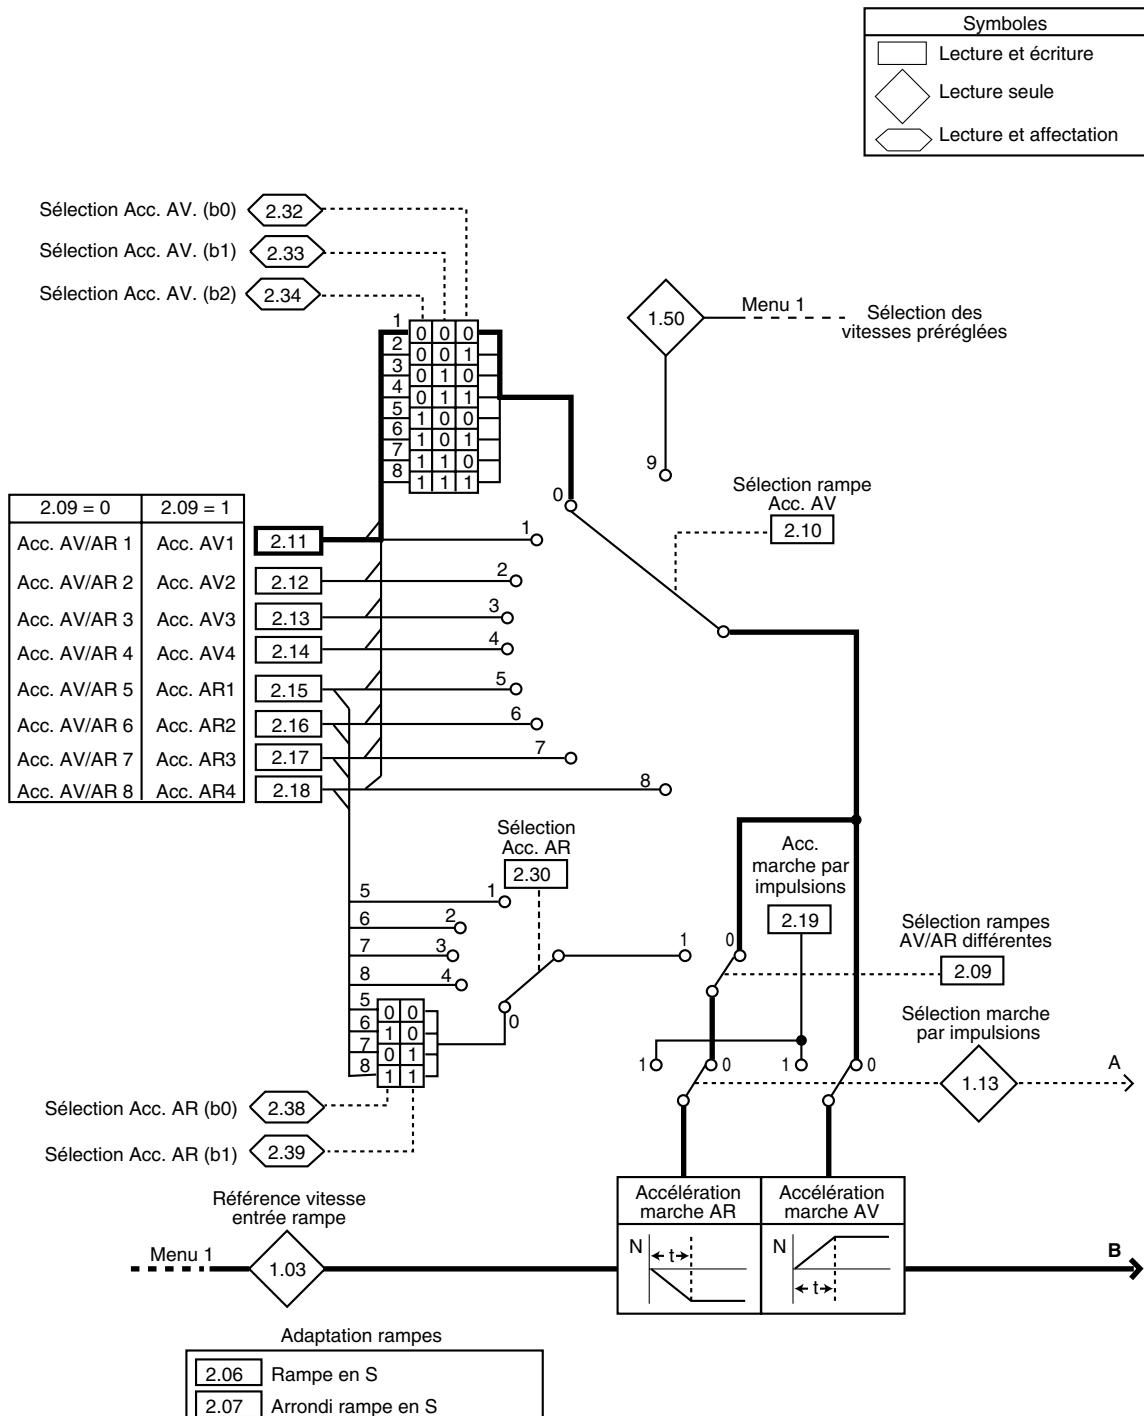 Symboles
Lecture et écriture
Lecture seule
Lecture et affectation
Sélection Acc. AV. (b0) 2.32
Sélection Acc. AV. (b1) 2.33
Sélection Acc. AV. (b2) 2.34
1 0 0 0
2 0 0 1
3 0 1 0
4 0 1 1
5 1 0 0
6 1 0 1
7 1 1 0
8 1 1 1
1.50 Menu 1
Sélection des
vitesses préréglées
9
0
Sélection rampe
Acc. AV
2.10
2.09 = 0 2.09 = 1
Acc. AV/AR 1 Acc. AV1 2.11 1
Acc. AV/AR 2 Acc. AV2 2.12 2
Acc. AV/AR 3 Acc. AV3 2.13 3
Acc. AV/AR 4 Acc. AV4 2.14 4
Acc. AV/AR 5 Acc. AR1 2.15 5
Acc. AV/AR 6 Acc. AR2 2.16 6
Acc. AV/AR 7 Acc. AR3 2.17 7
Acc. AV/AR 8 Acc. AR4 2.18 8
Sélection
Acc. AR
2.30
Acc.
marche par
impulsions
2.19
5 1
6 2
7 3
8 4
1 0
Sélection rampes
AV/AR différentes
2.09
5 0 0
6 1 0
7 0 1
8 1 1
0
Sélection marche
par impulsions
1 0 1 0
1.13
A
Sélection Acc. AR (b0) 2.38
Sélection Acc. AR (b1) 2.39
Référence vitesse
entrée rampe
Menu 1 1.03
Accélération
marche AR
N t
Accélération
marche AV
N t
B
Adaptation rampes
2.06 Rampe en S
2.07 Arrondi rampe en S